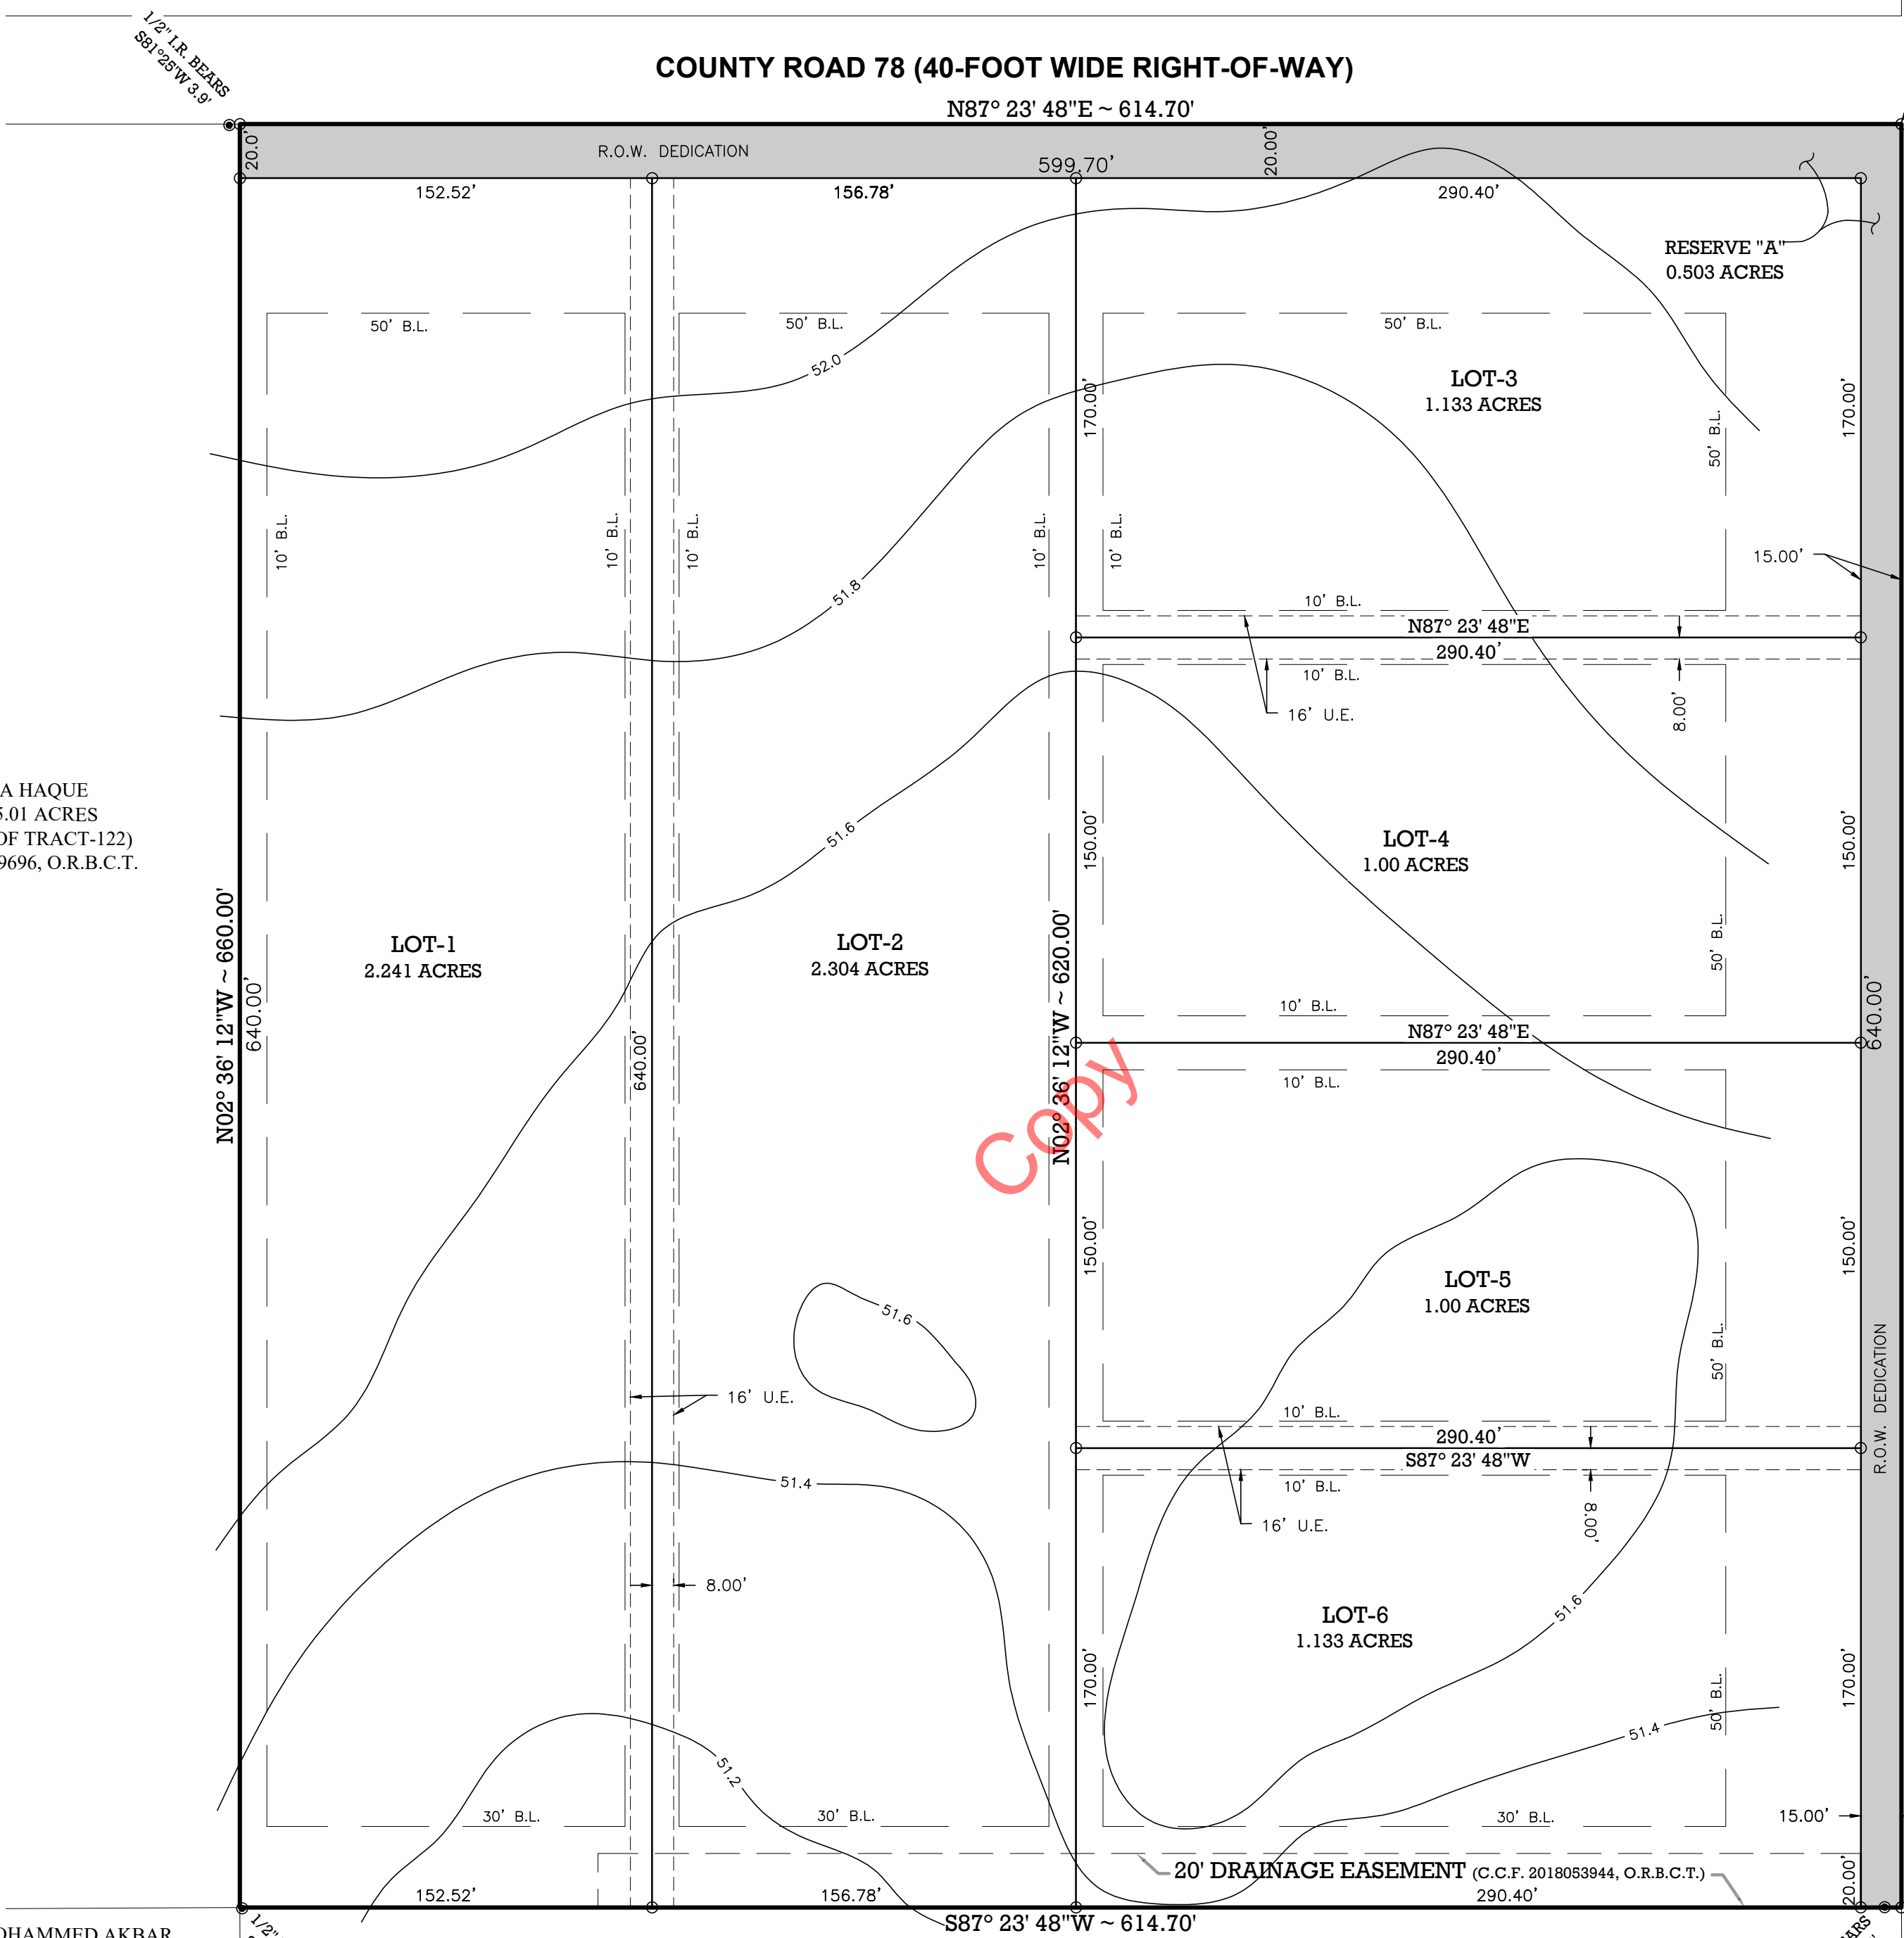 1/2" I.R. BEARS
S81°25'W 3.9'
COUNTY ROAD 78 (40-FOOT WIDE RIGHT-OF-WAY)
N87° 23' 48"E ~ 614.70'
20.0'
R.O.W. DEDICATION
599.70'
20.00'
152.52'
156.78'
290.40'
RESERVE "A"
0.503 ACRES
50' B.L.
50' B.L.
50' B.L.
52.0
LOT-3
1.133 ACRES
170.00'
50' B.L.
170.00'
10' B.L.
10' B.L.
10' B.L.
10' B.L.
10' B.L.
15.00'
51.8
10' B.L.
N87° 23' 48"E
290.40'
10' B.L.
16' U.E.
8.00'
A HAQUE
5.01 ACRES
OF TRACT-122)
9696, O.R.B.C.T.
51.6
150.00'
LOT-4
1.00 ACRES
150.00'
LOT-1
2.241 ACRES
LOT-2
2.304 ACRES
50' B.L.
N02° 36' 12"W ~ 660.00'
640.00'
640.00'
N02° 36' 12"W ~ 620.00'
10' B.L.
N87° 23' 48"E
290.40'
640.00'
10' B.L.
Copy
150.00'
150.00'
LOT-5
1.00 ACRES
51.6
50' B.L.
R.O.W. DEDICATION
16' U.E.
10' B.L.
290.40'
S87° 23' 48"W
51.4
10' B.L.
16' U.E.
8.00'
8.00'
51.6
LOT-6
1.133 ACRES
170.00'
50' B.L.
170.00'
51.4
51.2
30' B.L.
30' B.L.
30' B.L.
15.00'
20' DRAINAGE EASEMENT (C.C.F. 2018053944, O.R.B.C.T.)
152.52'
156.78'
290.40'
20.00'
S87° 23' 48"W ~ 614.70'
1/2"
OHAMMED AKBAR
ARS